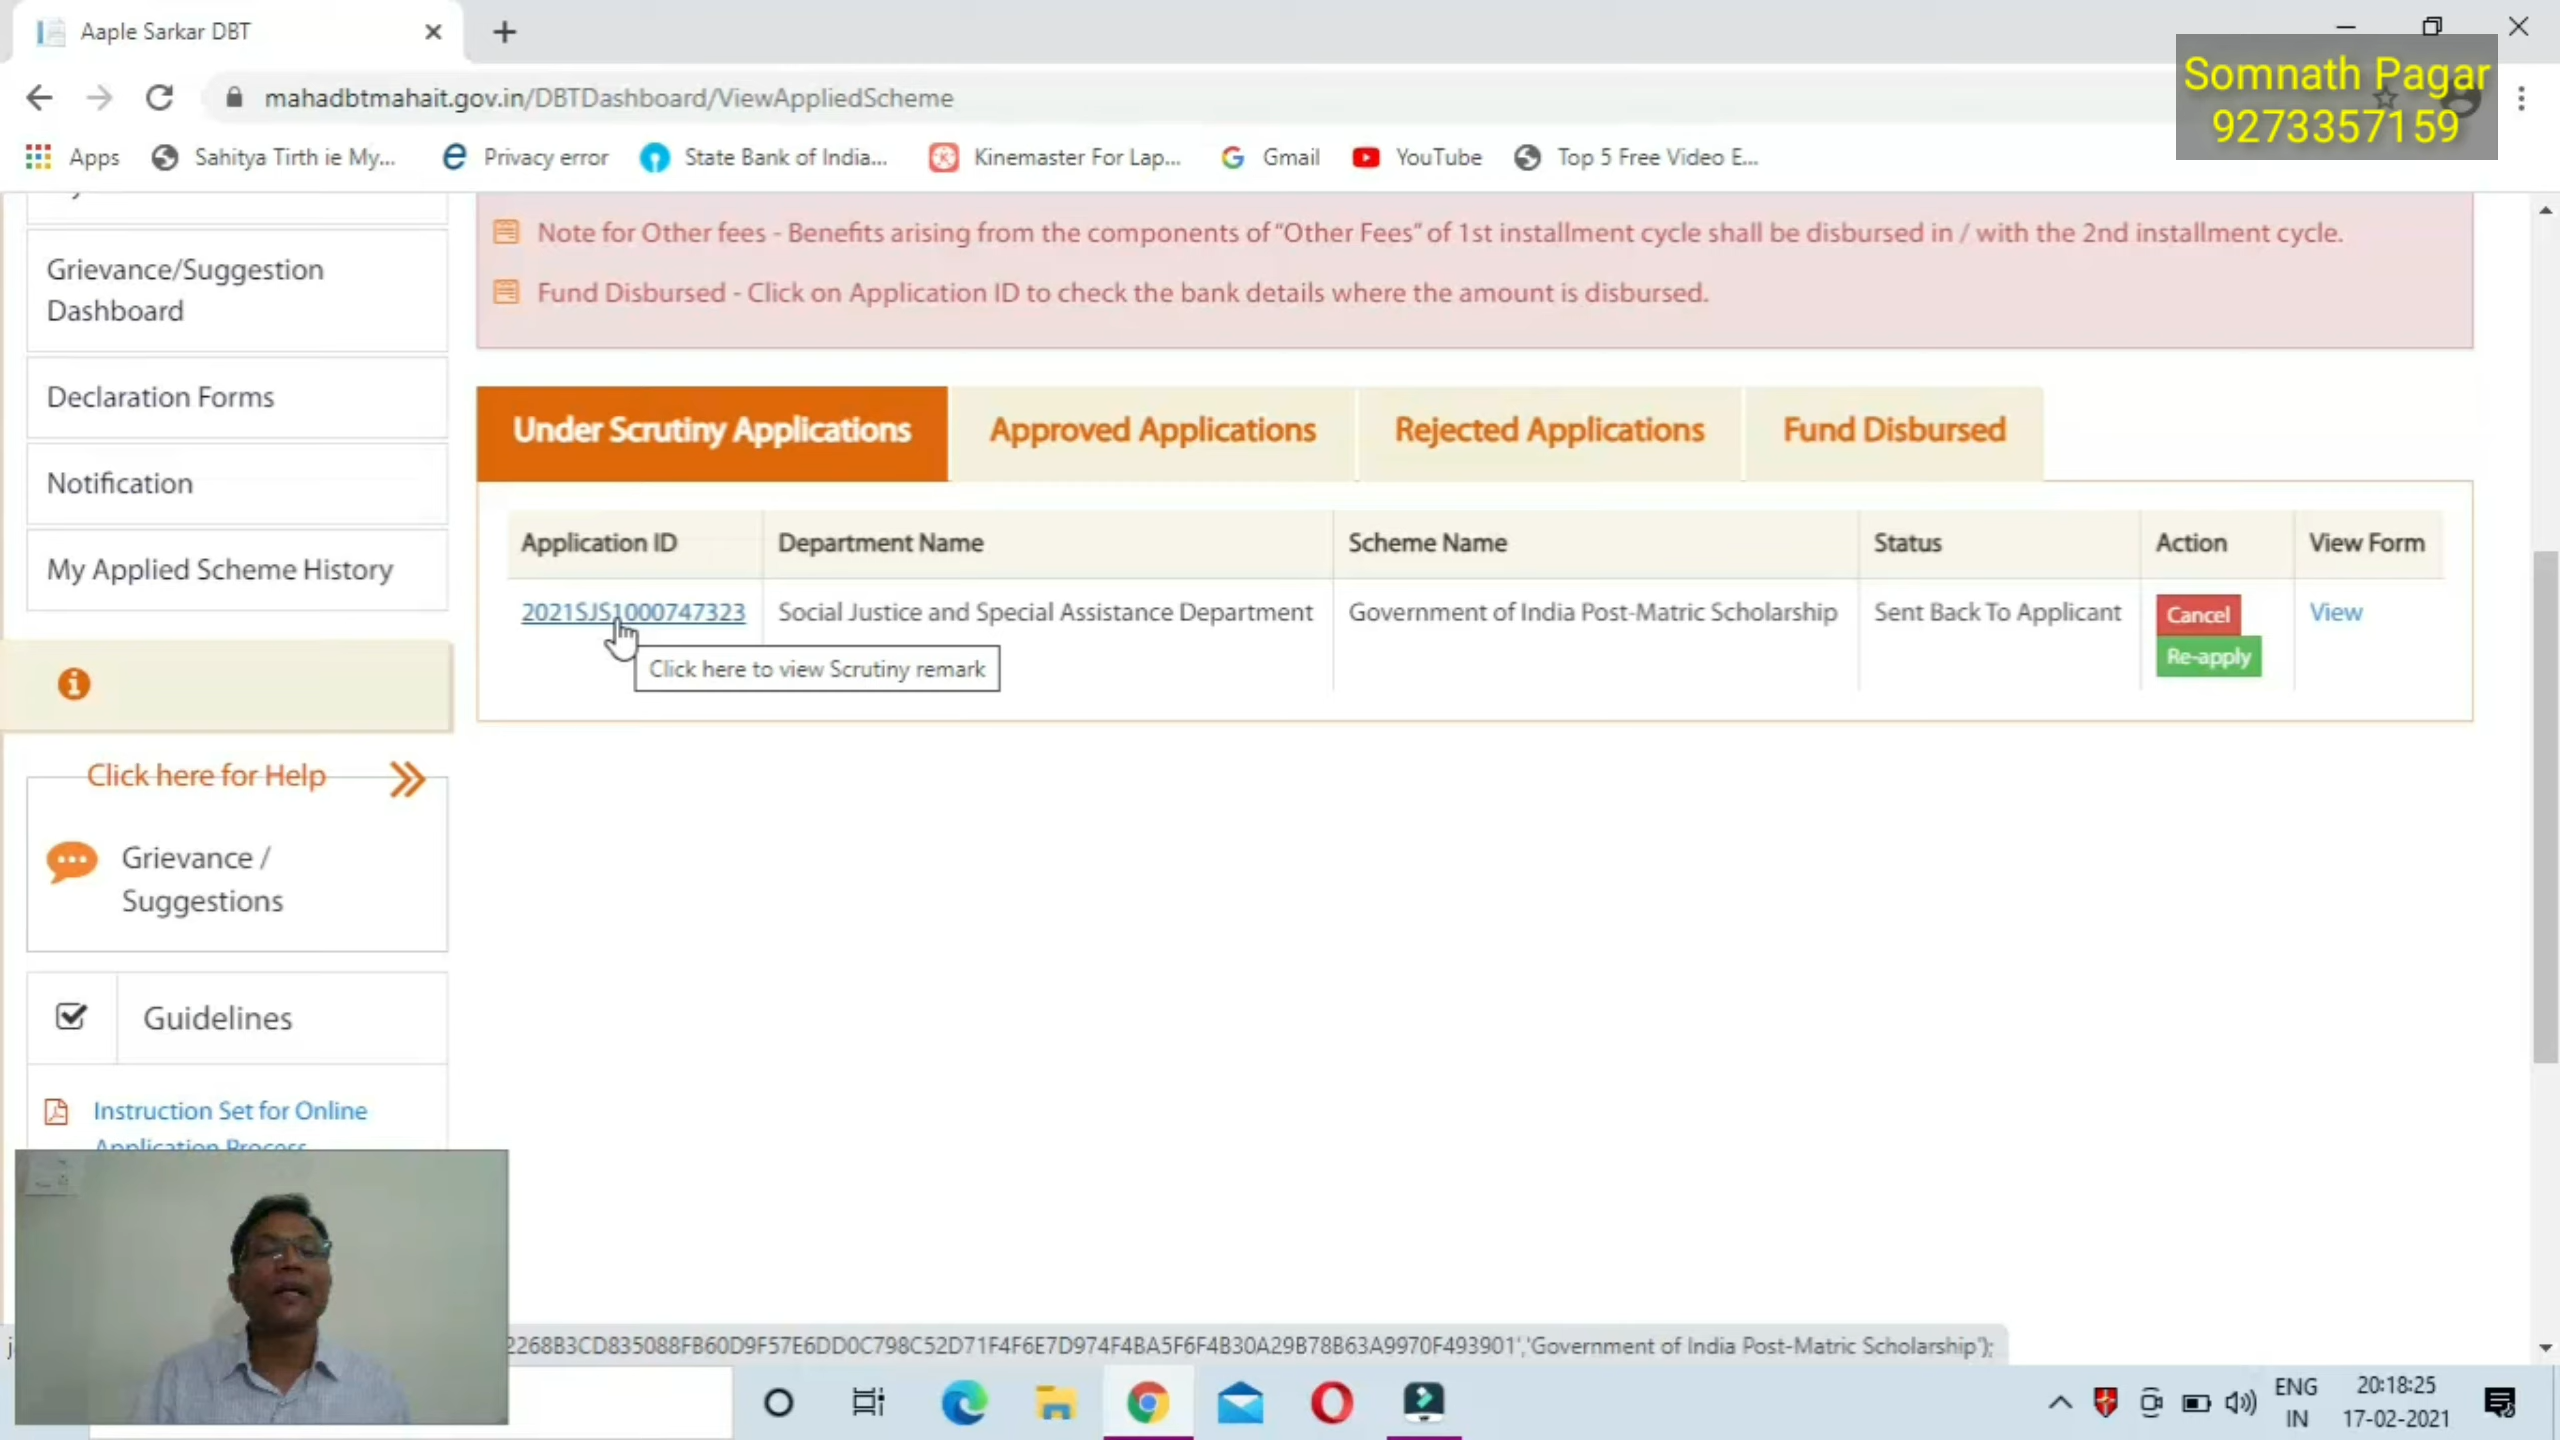 Aaple Sarkar DBT
Somnath Pagar
9273357159
mahadbtmahait.gov.in/DBTDashboard/ViewAppliedScheme
Apps
Sahitya Tirth ie My...
Privacy error
State Bank of India...
Kinemaster For Lap...
Gmail
YouTube
Top 5 Free Video E...
Note for Other fees - Benefits arising from the components of “Other Fees” of 1st installment cycle shall be disbursed in / with the 2nd installment cycle.
Fund Disbursed - Click on Application ID to check the bank details where the amount is disbursed.
Grievance/Suggestion
Dashboard
Declaration Forms
Notification
My Applied Scheme History
Under Scrutiny Applications
Approved Applications
Rejected Applications
Fund Disbursed
Application ID
Department Name
Scheme Name
Status
Action
View Form
2021SJS1000747323
Social Justice and Special Assistance Department
Government of India Post-Matric Scholarship
Sent Back To Applicant
Cancel
Re-apply
View
Click here to view Scrutiny remark
Click here for Help
Grievance /
Suggestions
Guidelines
Instruction Set for Online
Application Process
2268B3CD835088FB60D9F57E6DD0C798C52D71F4F6E7D974F4BA5F6F4B30A29B78B63A9970F493901','Government of India Post-Matric Scholarship');
ENG
IN
20:18:25
17-02-2021